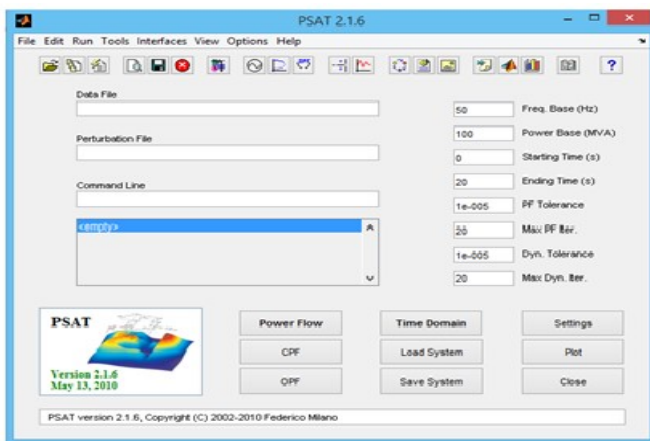 PSAT 2.1.6
File Edit Run Tools Interfaces View Options Help
Data File
50 Freq. Base (Hz)
100 Power Base (MVA)
Perturbation File
0 Starting Time (s)
20 Ending Time (s)
Command Line
1e-005 PF Tolerance
20 Max PF Iter.
<empty>
1e-005 Dyn. Tolerance
20 Max Dyn. Iter.
PSAT
Version 2.1.6
May 13, 2010
Power Flow Time Domain Settings
CPF Load System Plot
OPF Save System Close
PSAT version 2.1.6, Copyright (C) 2002-2010 Federico Milano